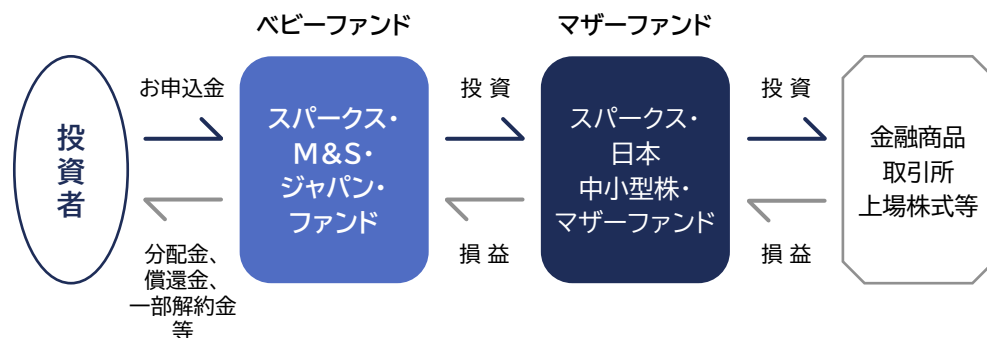 ベビーファンド
マザーファンド
投資者
お申込金
分配金、
償還金、
一部解約金
等
スパークス・
M&S・
ジャパン・
ファンド
投資
損益
スパークス・
日本
中小型株・
マザーファンド
投資
損益
金融商品
取引所
上場株式等